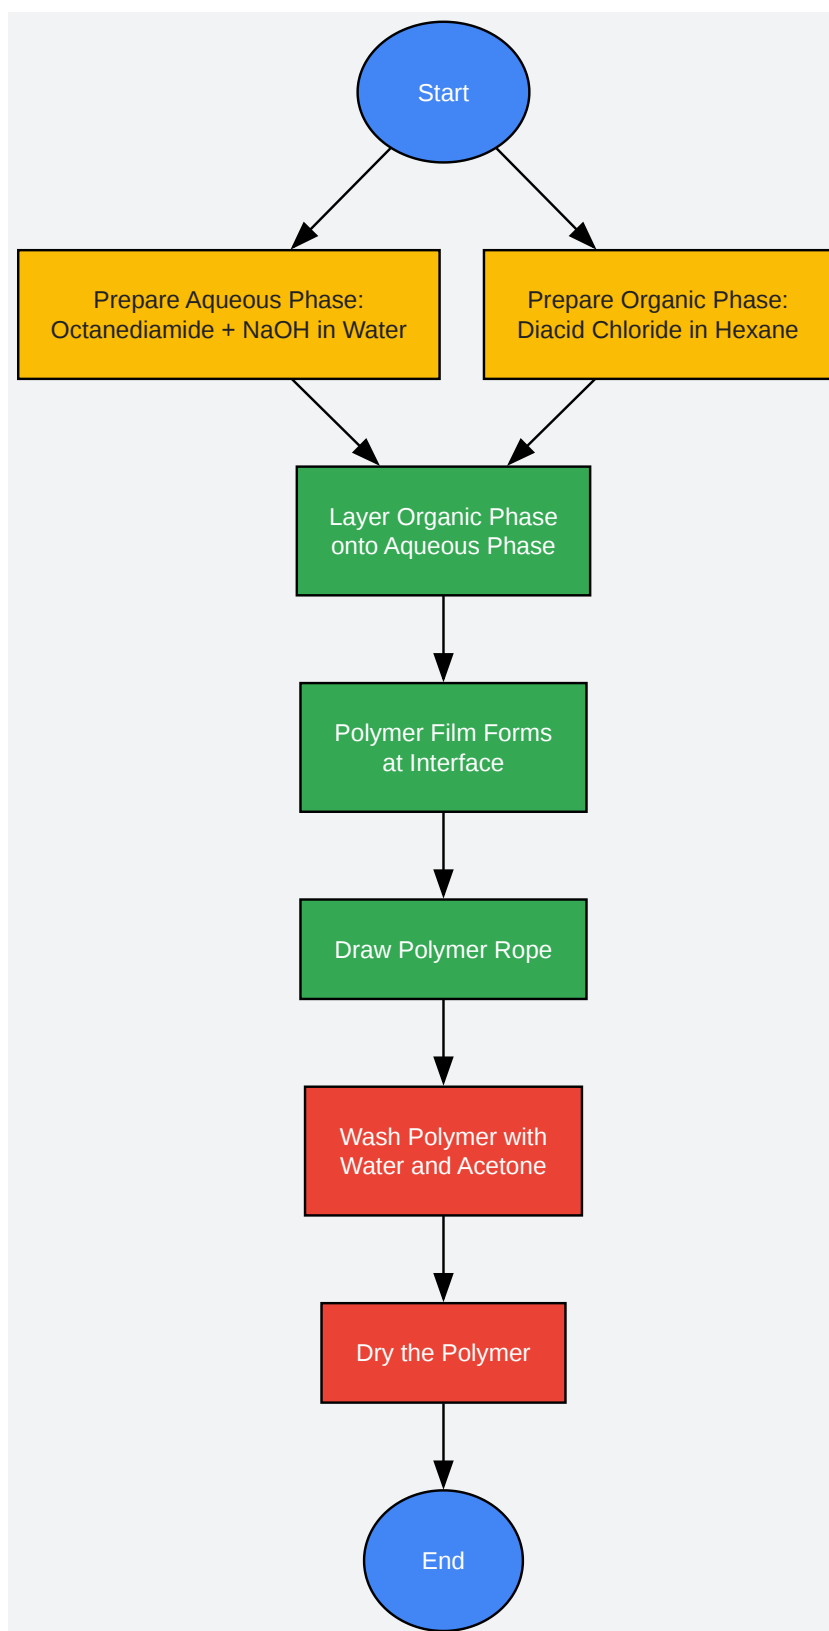 Start
Prepare Aqueous Phase:
Octanediamide + NaOH in Water
Prepare Organic Phase:
Diacid Chloride in Hexane
Layer Organic Phase
onto Aqueous Phase
Polymer Film Forms
at Interface
Draw Polymer Rope
Wash Polymer with
Water and Acetone
Dry the Polymer
End